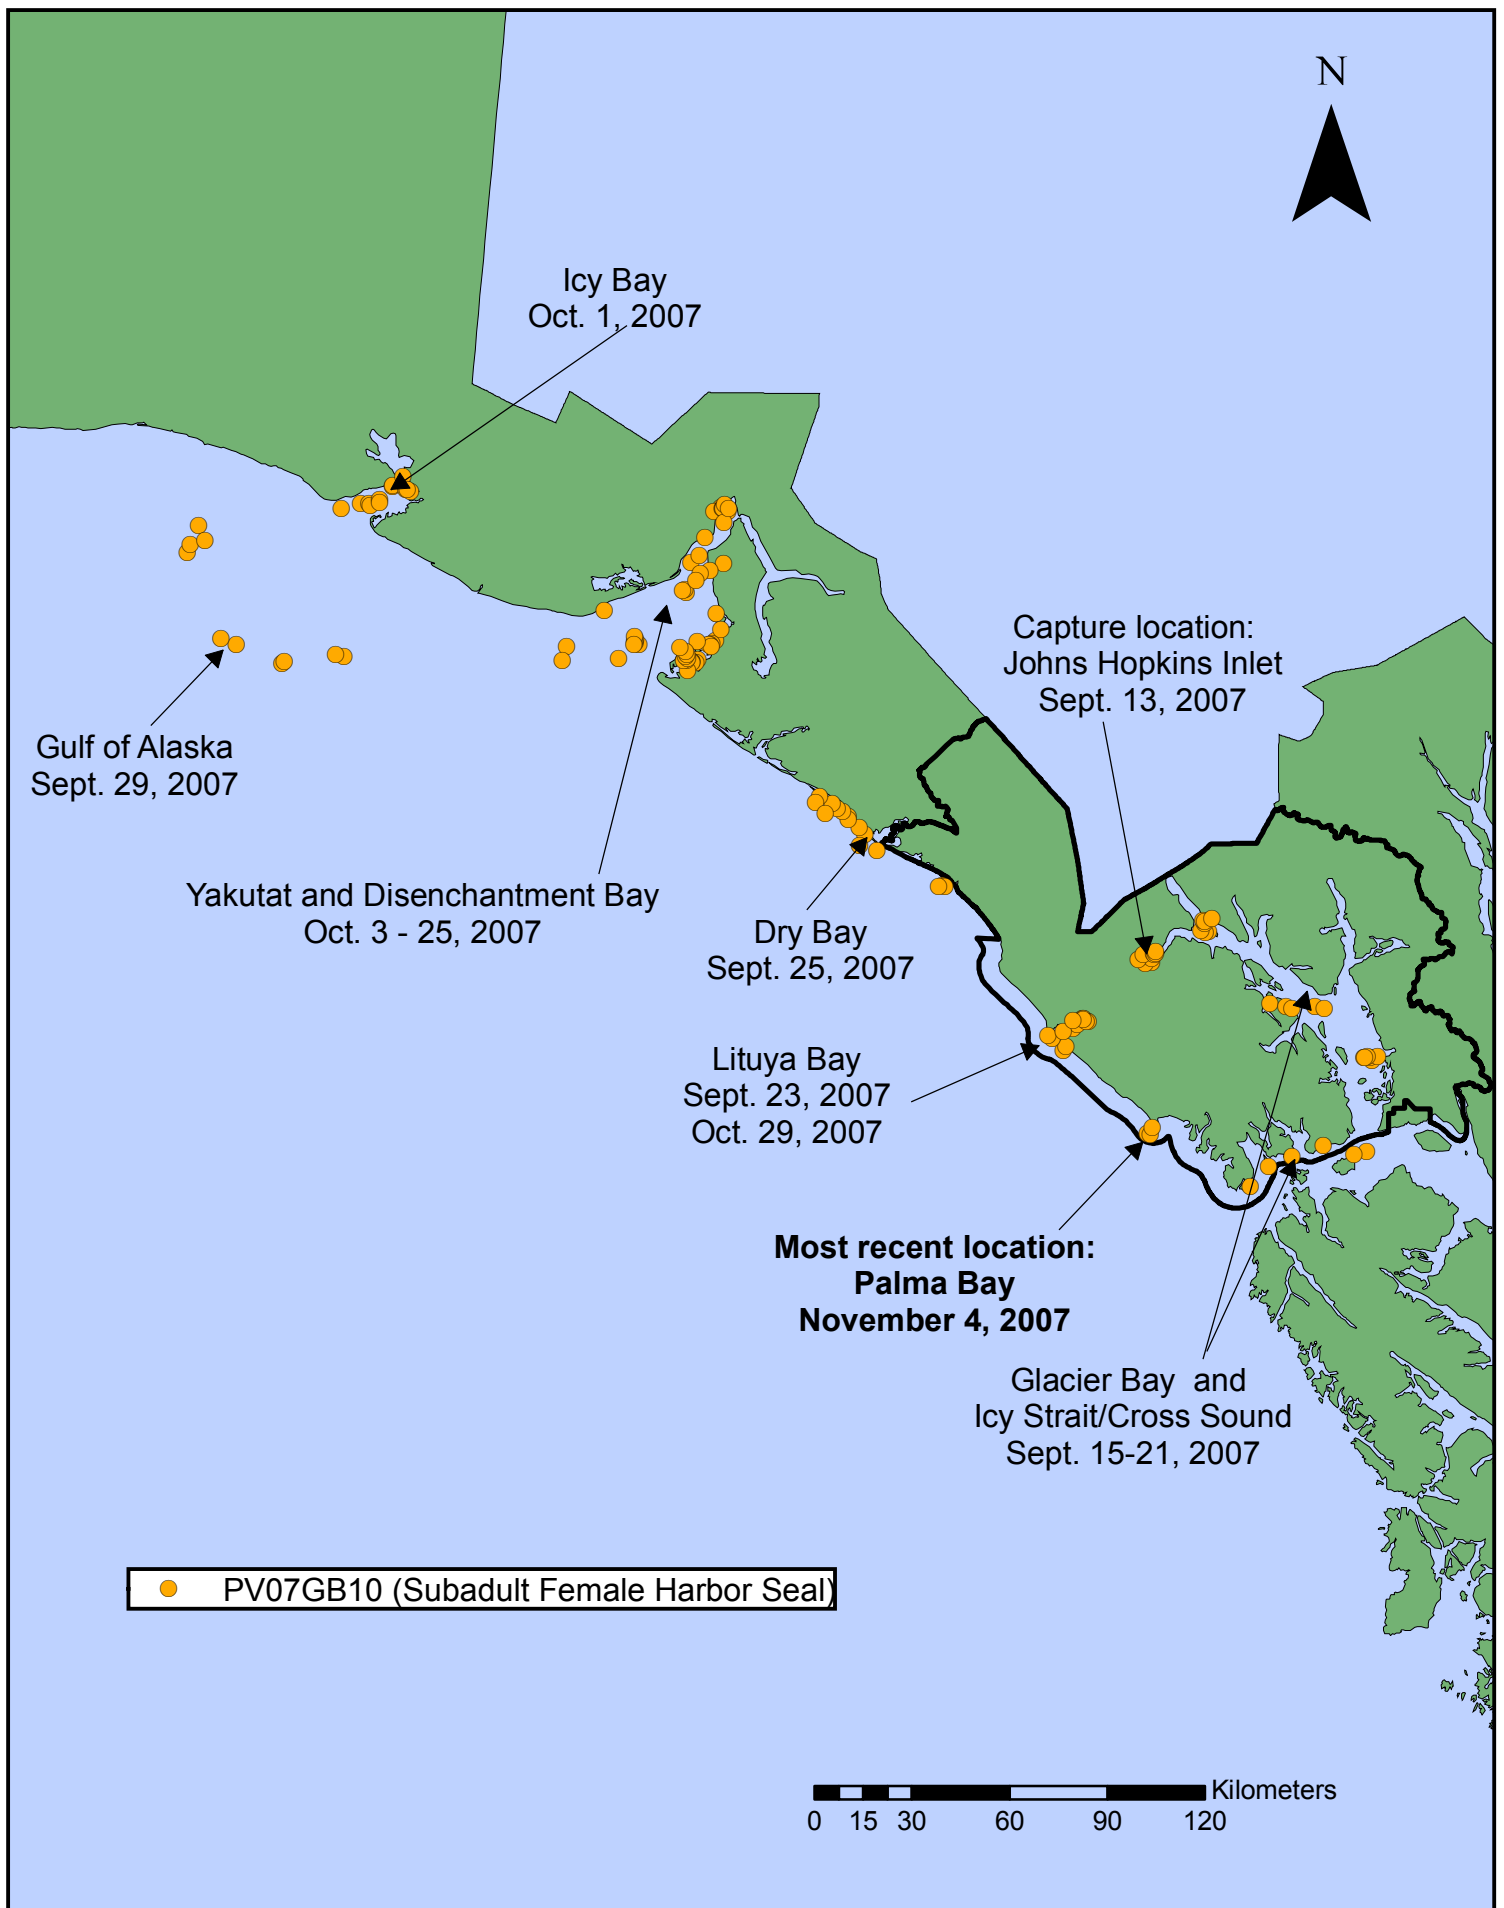 N
Icy Bay
Oct. 1, 2007
Capture location:
Johns Hopkins Inlet
Sept. 13, 2007
Gulf of Alaska
Sept. 29, 2007
Yakutat and Disenchantment Bay
Oct. 3 - 25, 2007
Dry Bay
Sept. 25, 2007
Lituya Bay
Sept. 23, 2007
Oct. 29, 2007
Most recent location:
Palma Bay
November 4, 2007
Glacier Bay and
Icy Strait/Cross Sound
Sept. 15-21, 2007
PV07GB10 (Subadult Female Harbor Seal)
Kilometers
0 15 30 60 90 120